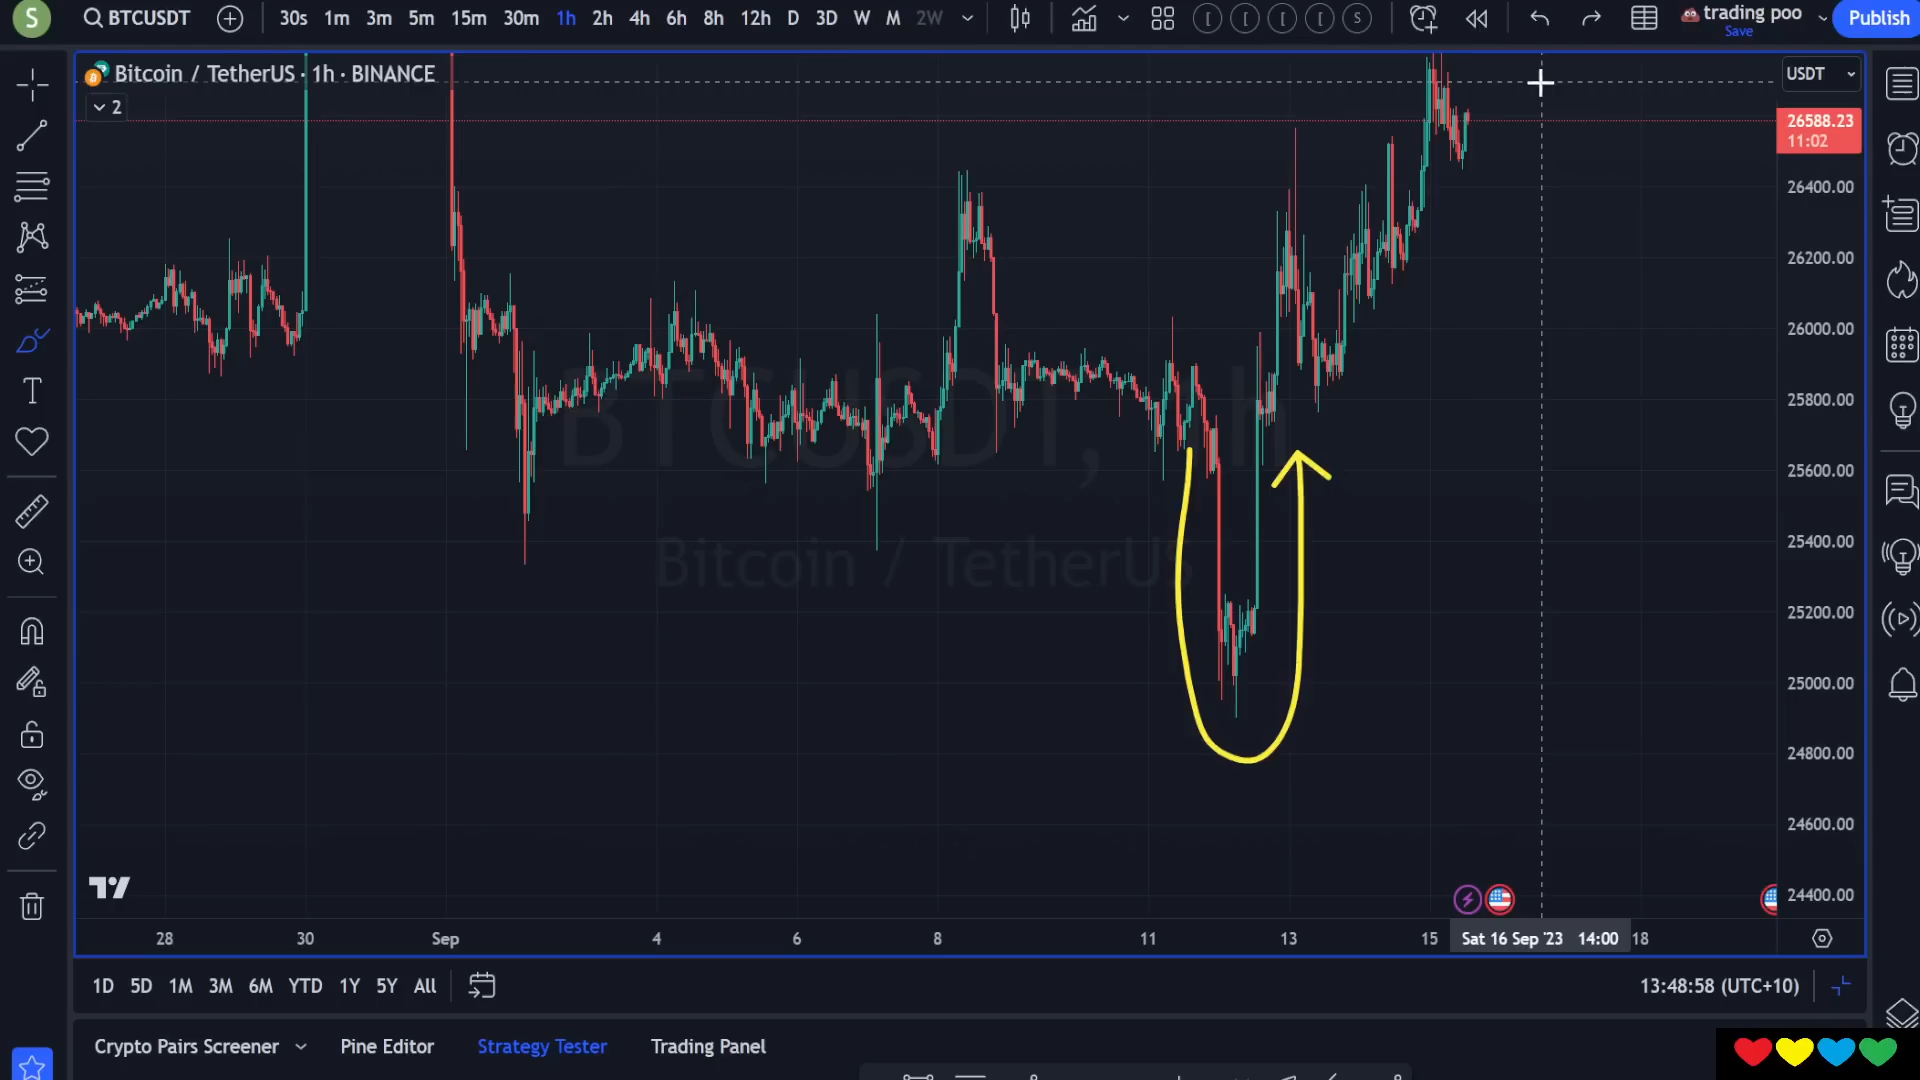 S
BTCUSDT
30s 1m 3m 5m 15m 30m 1h 2h 4h 6h 8h 12h D 3D W M 2W
S
trading poo
Save
Publish
Bitcoin / TetherUS · 1h · BINANCE
2
USDT
26588.23
11:02
26400.00
26200.00
26000.00
25800.00
25600.00
25400.00
25200.00
25000.00
24800.00
24600.00
24400.00
BTCUSDT, 1h
Bitcoin / TetherUS
28 30 Sep 4 6 8 11 13 15 Sat 16 Sep '23 14:00 18
1D 5D 1M 3M 6M YTD 1Y 5Y All
13:48:58 (UTC+10)
Crypto Pairs Screener Pine Editor Strategy Tester Trading Panel